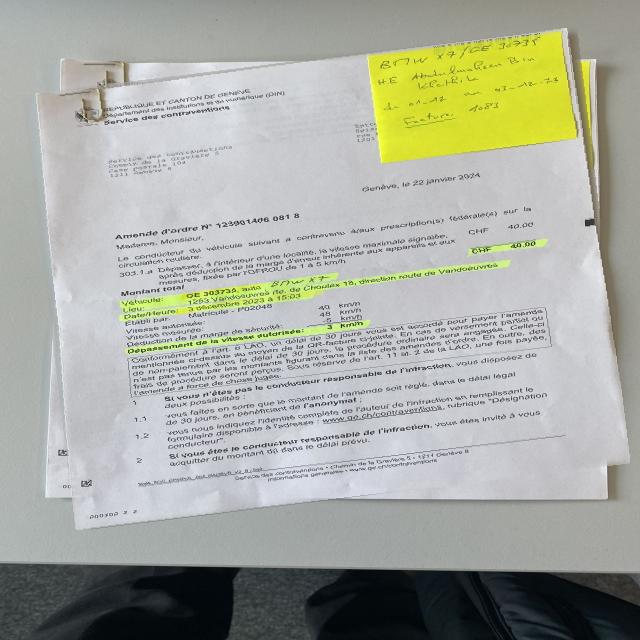 BMW X7/GE 30373
HE Abdulmohsen Bin
Khalifa
du 01-12 au 03-12-23
Facture 1083
RÉPUBLIQUE ET CANTON DE GENÈVE
Département des institutions et du numérique (DIN)
Service des contraventions
Service des contraventions
Chemin de la Gravière 5
Case postale 104
1211 Genève 8
Genève, le 22 janvier 2024
Amende d'ordre N° 123901406 081 8
Madame, Monsieur,
Le conducteur du véhicule suivant a contrevenu à/aux prescription(s) fédérale(s) sur la
circulation routière.
303.1.a Dépasser, à l'intérieur d'une localité, la vitesse maximale signalée, CHF 40.00
après déduction de la marge d'erreur inhérente aux appareils et aux
mesures, fixée par l'OFROU de 1 à 5 km/h
Montant total CHF 40.00
Véhicule: GE 303735, auto BMW X7
Lieu: 1253 Vandoeuvres rte. de Choulex 18, direction route de Vandoeuvres
Date/Heure: 3 décembre 2023 à 15:03
Etabli par: Matricule - P02048
Vitesse autorisée: 40 km/h
Vitesse mesurée: 48 km/h
Déduction de la marge de sécurité: -5 km/h
Dépassement de la vitesse autorisée: 3 km/h
Conformément à l'art. 6 LAO, un délai de 30 jours vous est accordé pour payer l'amende
mentionnée ci-dessus au moyen de la QR-facture ci-jointe. En cas de versement partiel ou
de non-paiement dans le délai de 30 jours, la procédure ordinaire sera engagée. Celle-ci
n'est pas tenue par les montants figurant dans la liste des amendes d'ordre. En outre, des
frais de procédure seront perçus. Sous réserve de l'art. 11 al. 2 de la LAO, une fois payée,
l'amende a force de chose jugée.
1 Si vous n'êtes pas le conducteur responsable de l'infraction, vous disposez de
deux possibilités :
1.1 vous faites en sorte que le montant de l'amende soit réglé, dans le délai légal
de 30 jours, en bénéficiant de l'anonymat ;
1.2 vous nous indiquez l'identité complète de l'auteur de l'infraction en remplissant le
formulaire disponible à l'adresse : www.ge.ch/contraventions, rubrique "Désignation
conducteur".
2 Si vous êtes le conducteur responsable de l'infraction, vous êtes invité à vous
acquitter du montant dû dans le délai prévu.
Service des contraventions • Chemin de la Gravière 5 • 1211 Genève 8
Informations générales • www.ge.ch/contraventions
000300 2 2